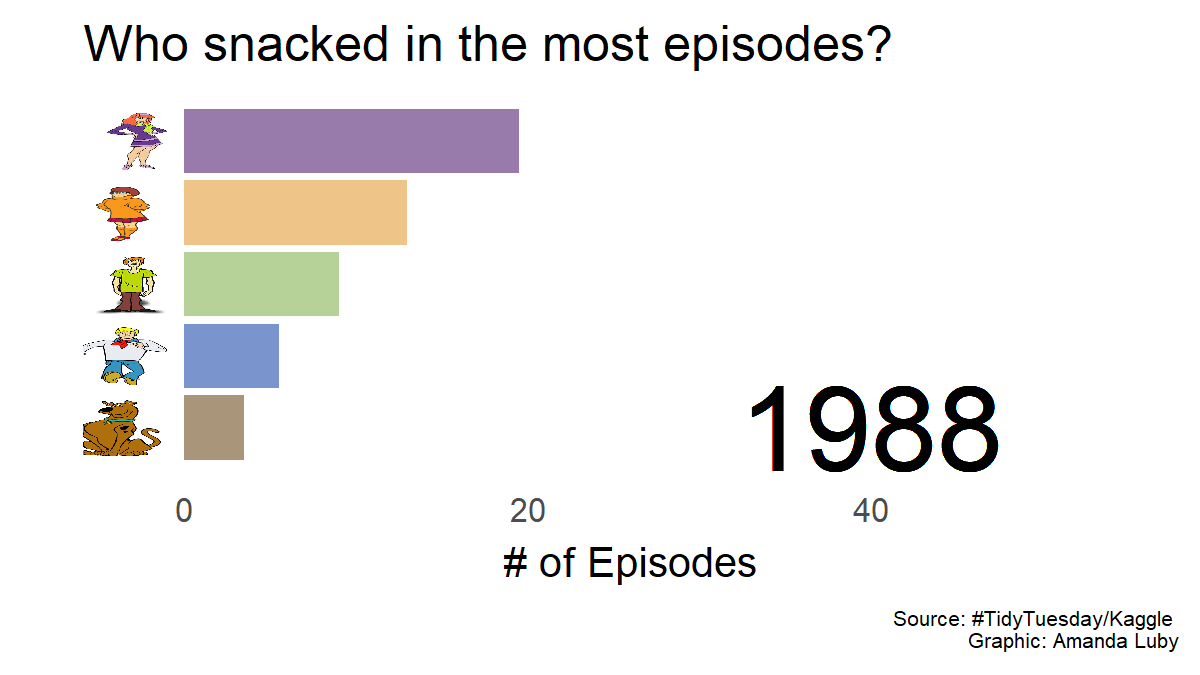 Who snacked in the most episodes?
1988
0 20 40
# of Episodes
Source: #TidyTuesday/Kaggle
Graphic: Amanda Luby